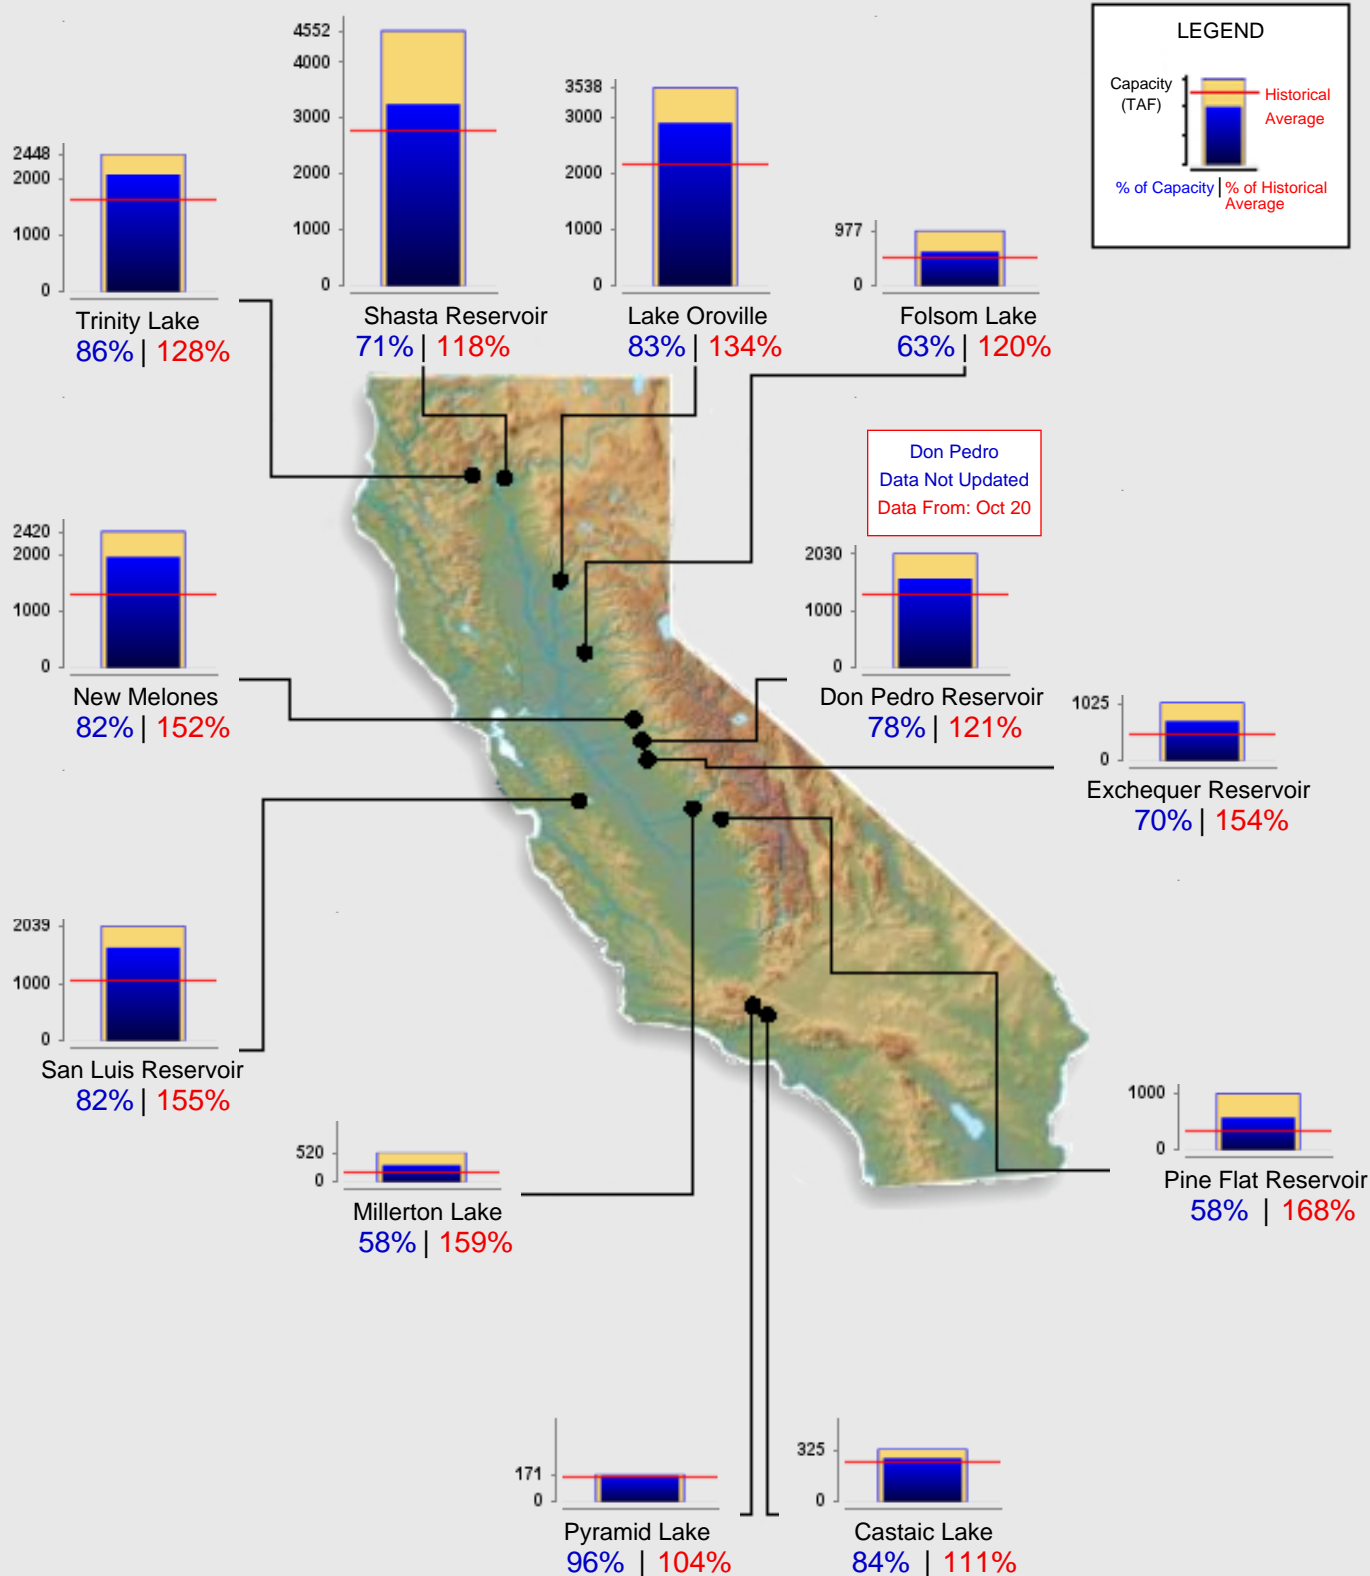 LEGEND
Capacity
(TAF)
Historical
Average
% of Capacity | % of Historical
Average
4552
4000
3000
2000
1000
0
Shasta Reservoir
71% | 118%
3538
3000
2000
1000
0
Lake Oroville
83% | 134%
2448
2000
1000
0
Trinity Lake
86% | 128%
977
0
Folsom Lake
63% | 120%
Don Pedro
Data Not Updated
Data From: Oct 20
2420
2000
1000
0
New Melones
82% | 152%
2030
1000
0
Don Pedro Reservoir
78% | 121%
1025
0
Exchequer Reservoir
70% | 154%
2039
1000
0
San Luis Reservoir
82% | 155%
520
0
Millerton Lake
58% | 159%
1000
0
Pine Flat Reservoir
58% | 168%
171
0
Pyramid Lake
96% | 104%
325
0
Castaic Lake
84% | 111%